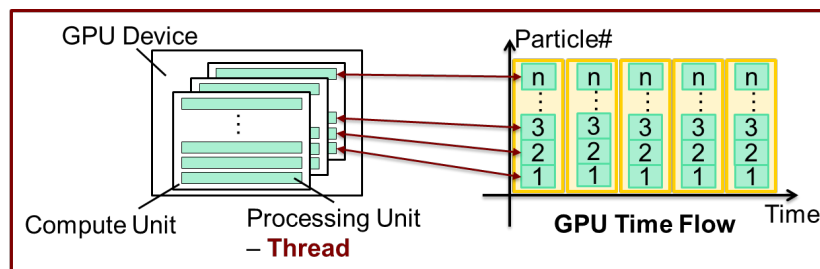 GPU Device
Compute Unit
Processing Unit
– Thread
Particle#
n n n n n
⋮ ⋮ ⋮ ⋮ ⋮
3 3 3 3 3
2 2 2 2 2
1 1 1 1 1
GPU Time Flow
Time